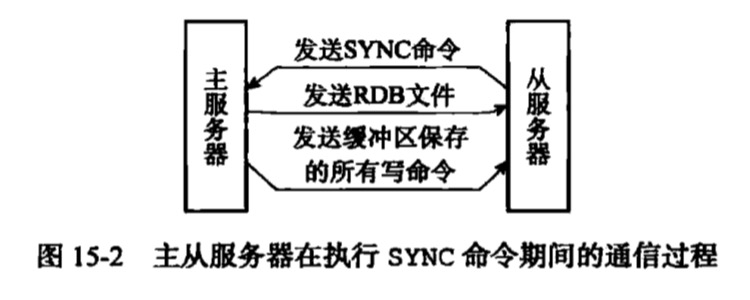 主服务器
发送SYNC命令
发送RDB文件
发送缓冲区保存
的所有写命令
从服务器
图 15-2 主从服务器在执行 SYNC 命令期间的通信过程